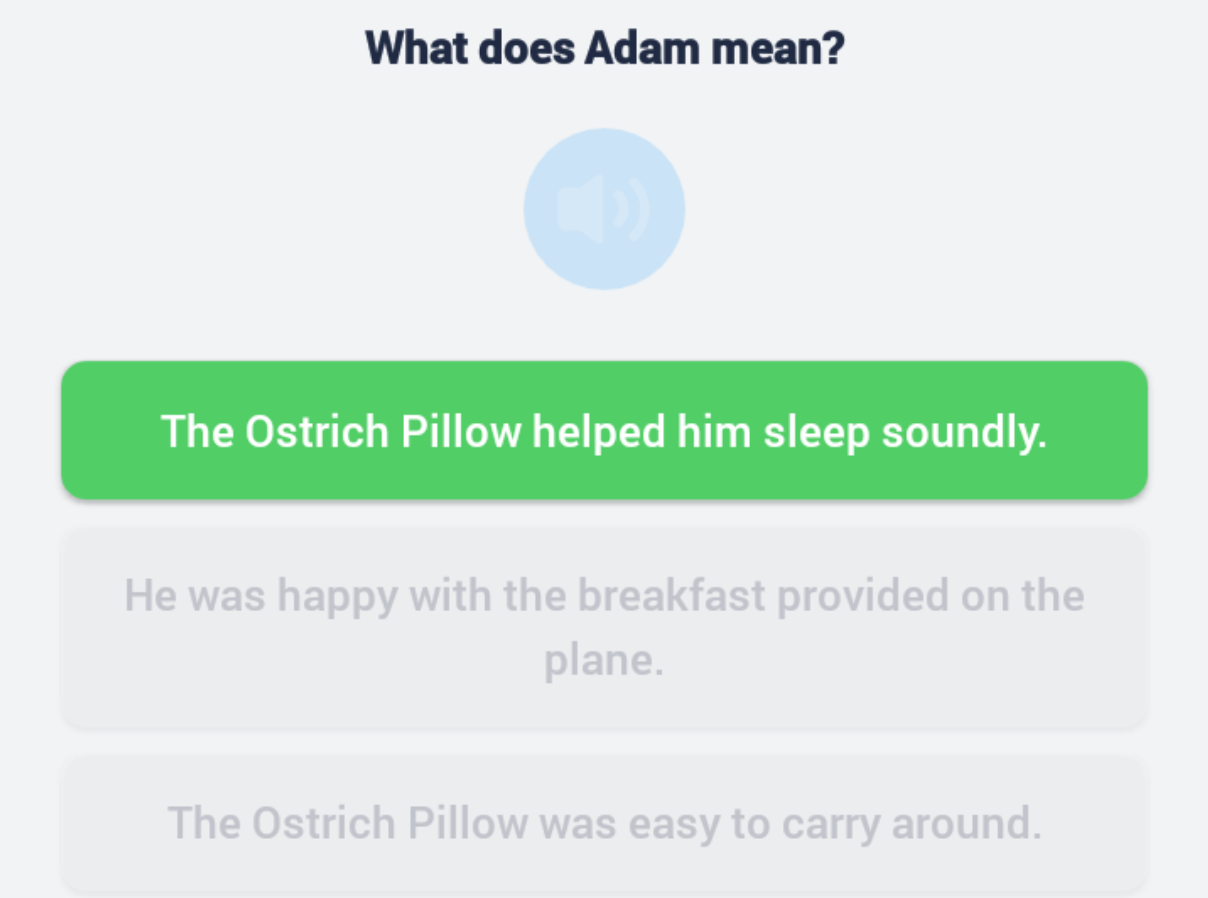 What does Adam mean?
The Ostrich Pillow helped him sleep soundly.
He was happy with the breakfast provided on the
plane.
The Ostrich Pillow was easy to carry around.